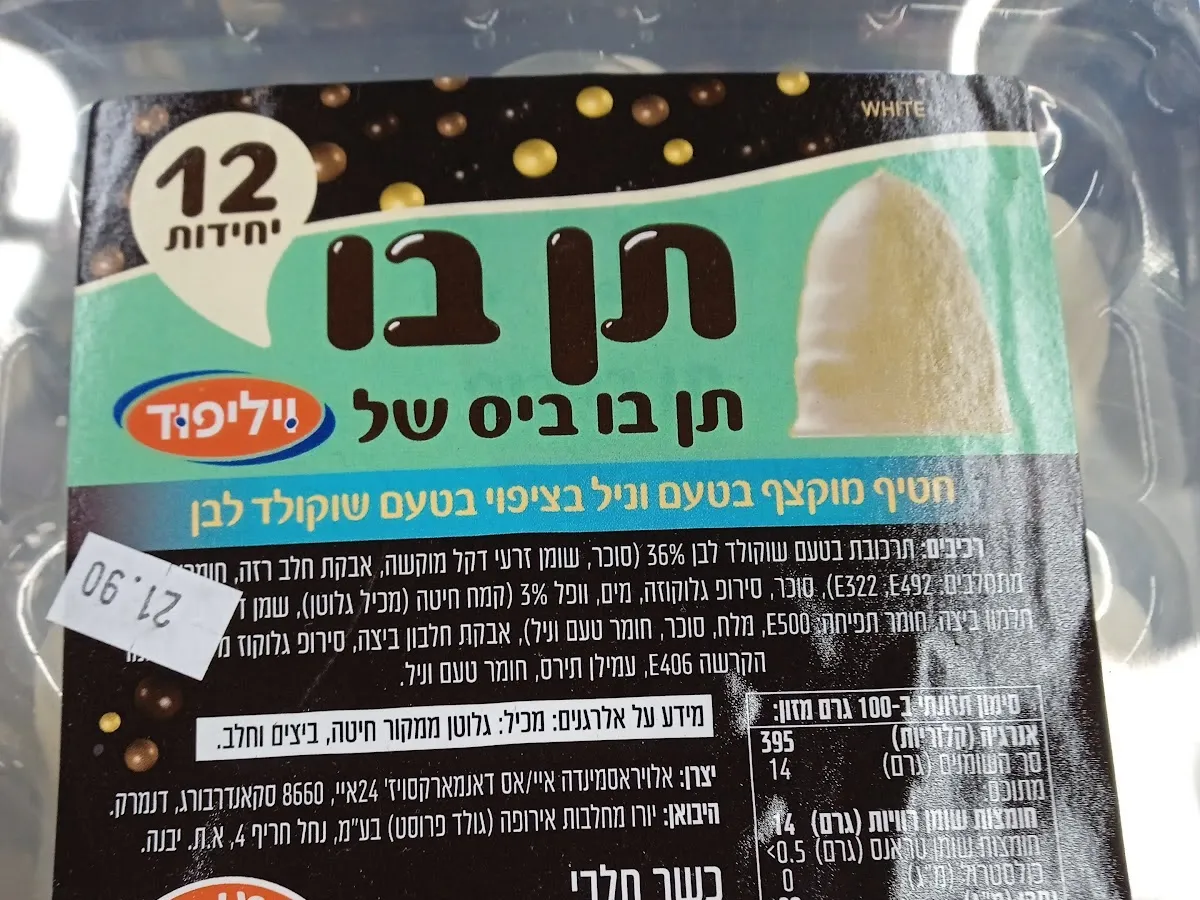 WHITE
12
יחידות
תן בו
תן בו ביס של
ויליפוד
חטיף מוקצף בטעם וניל בציפוי בטעם שוקולד לבן
רכיבים: תרכובת בטעם שוקולד לבן 36% (סוכר, שומן זרעי דקל מוקשה, אבקת חלב רזה,
מתחלבים: E322 ,E492), סוכר, סירופ גלוקוזה, מים, וופל 3% (קמח חיטה (מכיל גלוטן), שמן
חלמון ביצה, חומר תפיחה: E500, מלח, סוכר, חומר טעם וניל), אבקת חלבון ביצה, סירופ גלוקוז
הקרשה E406, עמילן תירס, חומר טעם וניל.
21.90
מידע על אלרגנים: מכיל: גלוטן ממקור חיטה, ביצים וחלב.
יצרן: אלויראסמינדה איי/אס דאנמארקסויז' 24איי, 8660 סקאנדרבורג, דנמרק.
היבואן: יורו מחלבות אירופה (גולד פרוסט) בע"מ, נחל חריף 4, א.ת. יבנה.
כשר חלבי
סימון תזונתי ב-100 גרם מזון:
אנרגיה (קלוריות) 395
סך השומנים (גרם) 14
מתוכם:
חומצות שומן רוויות (גרם) 14
חומצות שומן טראנס (גרם) <0.5
כולסטרול (מ"ג) 0